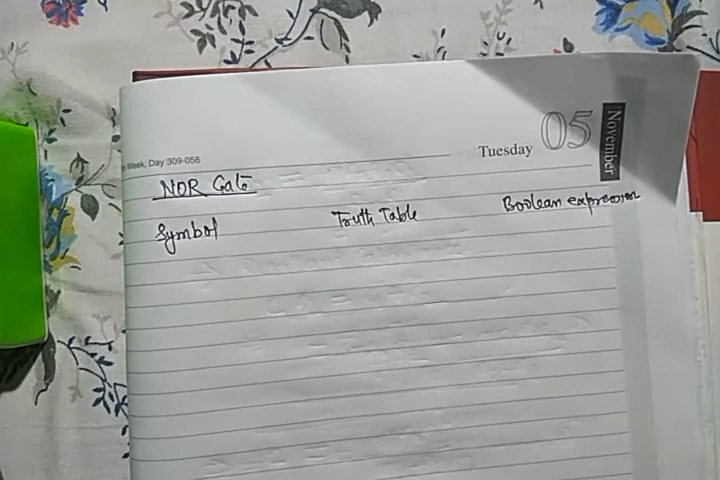 Week, Day 309-056
Tuesday 05 November
NOR Gate
Symbol Truth Table Boolean expression